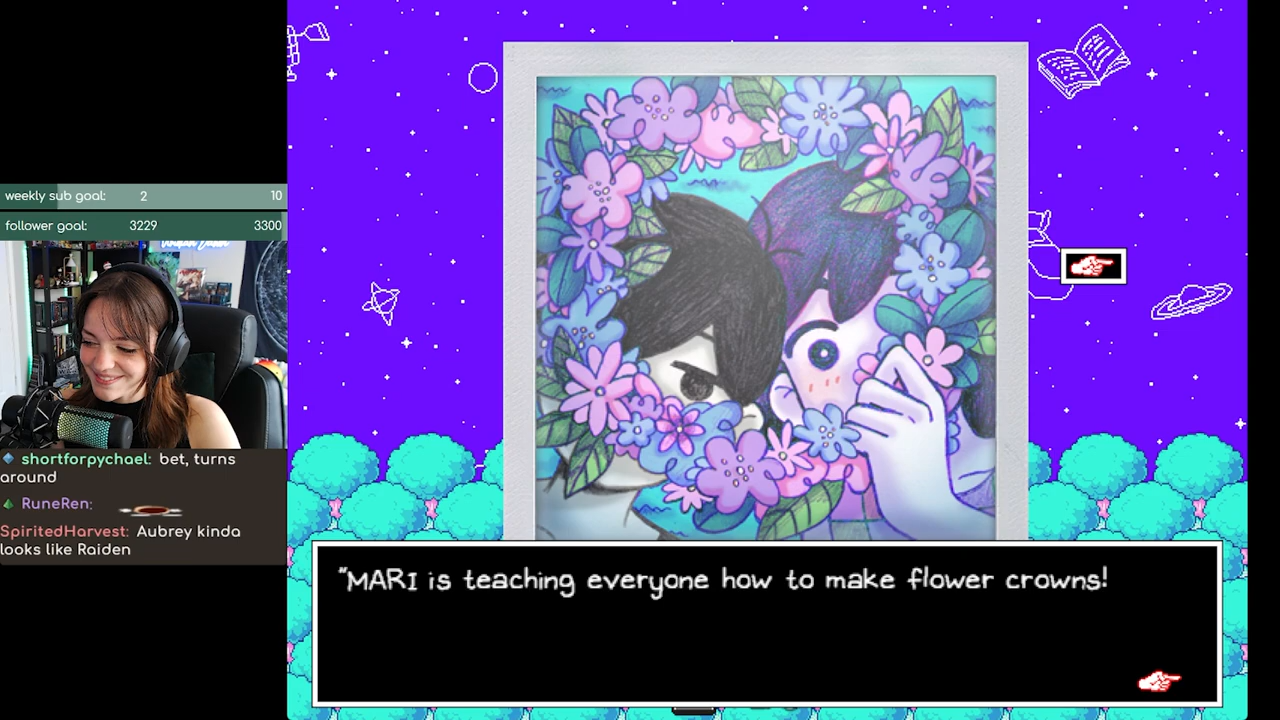 weekly sub goal: 2 10
follower goal: 3229 3300
shortforpychael: bet, turns
around
RuneRen:
SpiritedHarvest: Aubrey kinda
looks like Raiden
"MARI is teaching everyone how to make flower crowns!